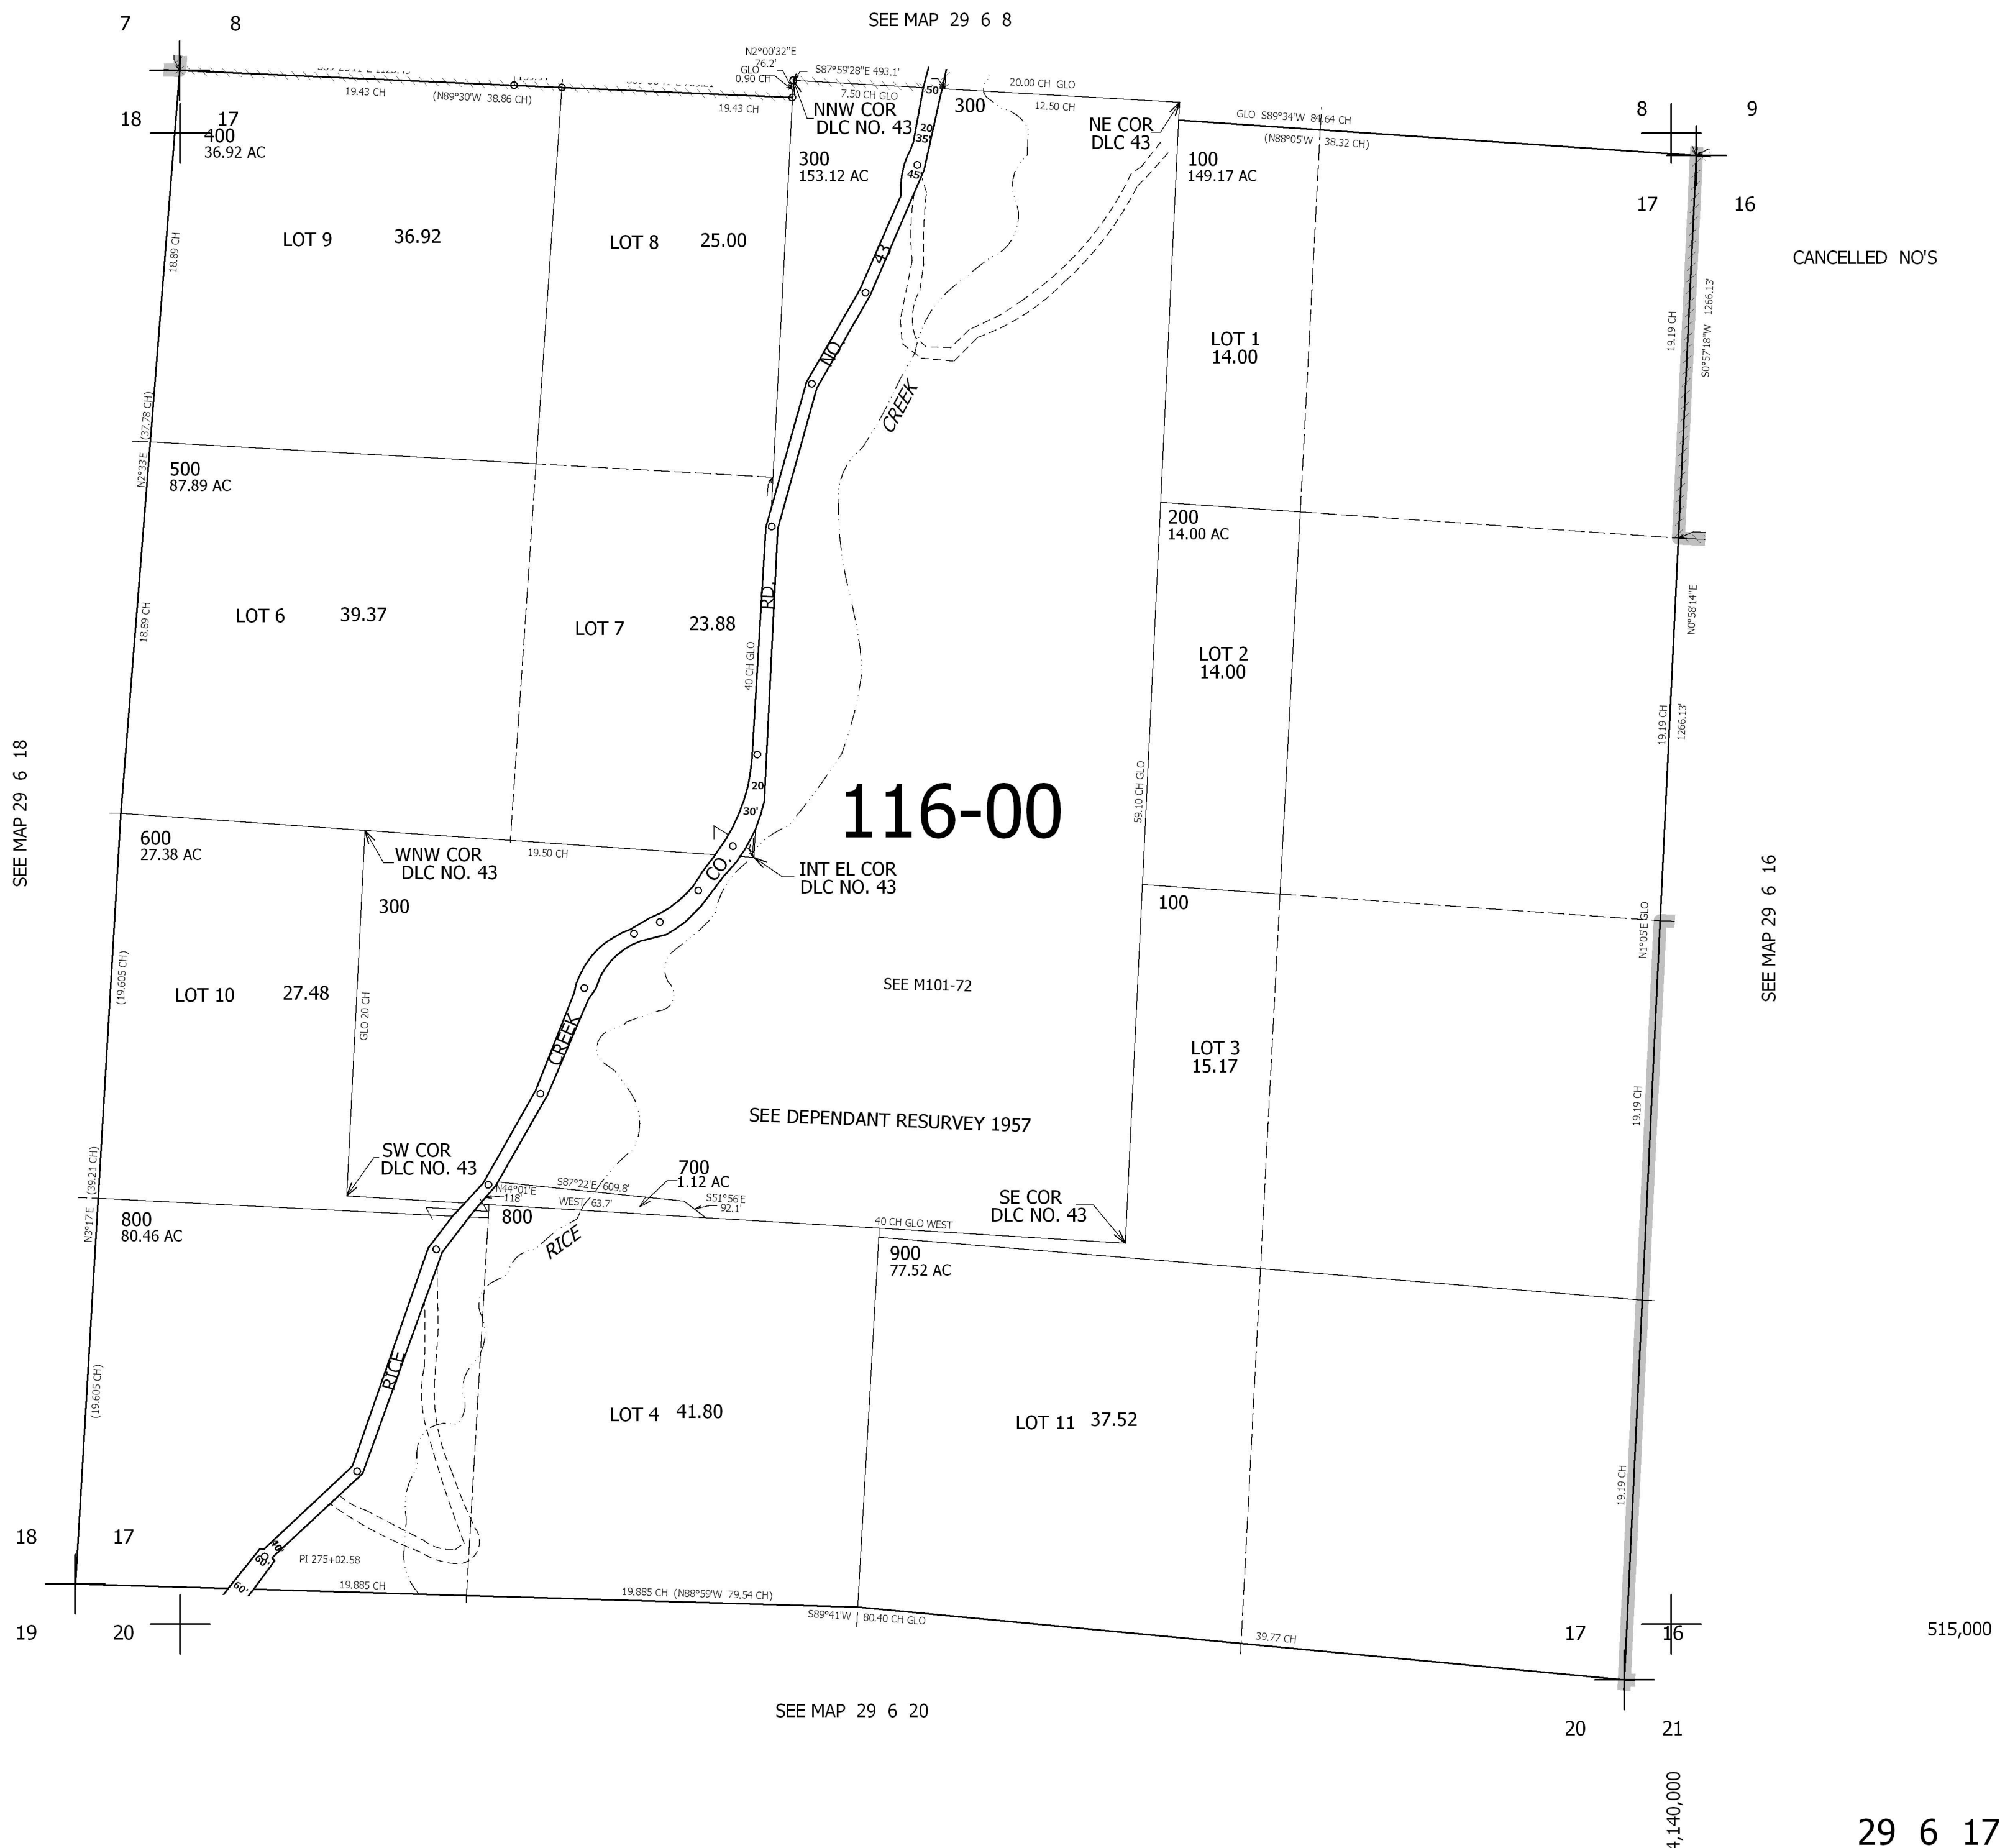 SEE MAP 29 6 8
7 8
N2°00'32"E
76.2'
GLO
0.90 CH
S87°59'28"E 493.1'
7.50 CH GLO
20.00 CH GLO
12.50 CH
50'
300
19.43 CH
(N89°30'W 38.86 CH)
19.43 CH
NNW COR
DLC NO. 43
NE COR
DLC 43
GLO S89°34'W 84.64 CH
(N88°05'W 38.32 CH)
8 9
18 17
400
36.92 AC
300
153.12 AC
20
35'
45'
100
149.17 AC
17 16
CANCELLED NO'S
LOT 9 36.92
LOT 8 25.00
18.89 CH
43
NO.
CREEK
LOT 1
14.00
19.19 CH
S0°57'18"W 1266.13'
(37.78 CH)
N2°33'E
500
87.89 AC
200
14.00 AC
LOT 6 39.37
LOT 7 23.88
18.89 CH
RD.
40 CH GLO
LOT 2
14.00
N0°58'14"E
19.19 CH
1266.13'
59.10 CH GLO
SEE MAP 29 6 18
116-00
20
30'
600
27.38 AC
WNW COR
DLC NO. 43
19.50 CH
CO.
INT EL COR
DLC NO. 43
300
100
N1°05'E GLO
SEE MAP 29 6 16
(19.605 CH)
LOT 10 27.48
GLO 20 CH
CREEK
SEE M101-72
LOT 3
15.17
19.19 CH
SEE DEPENDANT RESURVEY 1957
SW COR
DLC NO. 43
(39.21 CH)
N3°17'E
700
1.12 AC
N44°01'E
118'
S87°22'E 609.8'
WEST 63.7'
S51°56'E
92.1'
SE COR
DLC NO. 43
40 CH GLO WEST
800
80.46 AC
800
RICE
900
77.52 AC
(19.605 CH)
RICE
LOT 4 41.80
LOT 11 37.52
19.19 CH
18 17
40'
60'
60'
PI 275+02.58
19.885 CH
19.885 CH (N88°59'W 79.54 CH)
S89°41'W 80.40 CH GLO
39.77 CH
19 20
17 16
515,000
SEE MAP 29 6 20
20 21
4,140,000
29 6 17